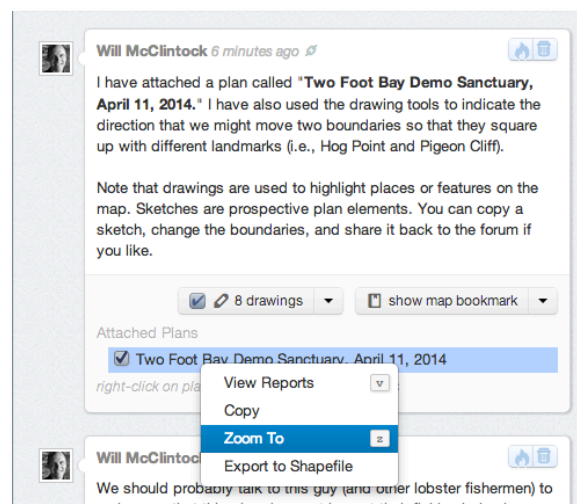 Will McClintock 6 minutes ago
I have attached a plan called "Two Foot Bay Demo Sanctuary,
April 11, 2014." I have also used the drawing tools to indicate the
direction that we might move two boundaries so that they square
up with different landmarks (i.e., Hog Point and Pigeon Cliff).
Note that drawings are used to highlight places or features on the
map. Sketches are prospective plan elements. You can copy a
sketch, change the boundaries, and share it back to the forum if
you like.
8 drawings show map bookmark
Attached Plans
Two Foot Bay Demo Sanctuary, April 11, 2014
right-click on
View Reports v
Copy
Zoom To z
Export to Shapefile
Will McClintock
We should probably talk to this guy (and other lobster fishermen) to